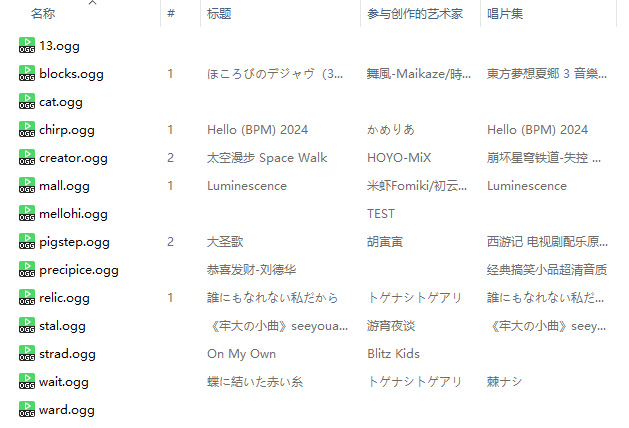 名称 # 标题 参与创作的艺术家 唱片集
13.ogg
blocks.ogg 1 ほころびのデジャヴ（3... 舞風-Maikaze/時... 東方夢想夏郷 3 音樂...
cat.ogg
chirp.ogg 1 Hello (BPM) 2024 かめりあ Hello (BPM) 2024
creator.ogg 2 太空漫步 Space Walk HOYO-MiX 崩坏星穹铁道-失控 ...
mall.ogg 1 Luminescence 米虾Fomiki/初云... Luminescence
mellohi.ogg TEST
pigstep.ogg 2 大圣歌 胡寅寅 西游记 电视剧配乐原...
precipice.ogg 恭喜发财-刘德华 经典搞笑小品超清音质
relic.ogg 1 誰にもなれない私だから トゲナシトゲアリ 誰にもなれない私だ...
stal.ogg 《牢大の小曲》seeyoua... 游宵夜谈 《牢大の小曲》seey...
strad.ogg On My Own Blitz Kids
wait.ogg 蝶に結いた赤い糸 トゲナシトゲアリ 棘ナシ
ward.ogg